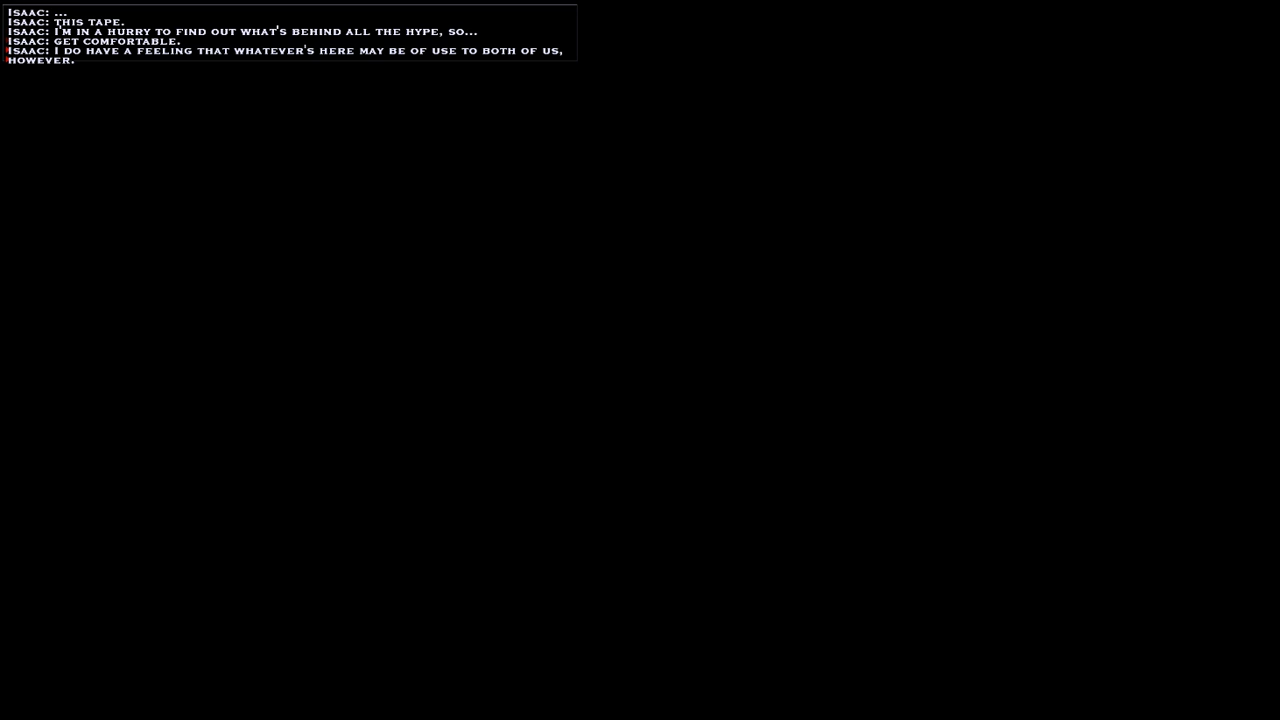 Isaac: ...
Isaac: this tape.
Isaac: I'm in a hurry to find out what's behind all the hype, so...
Isaac: get comfortable.
Isaac: I do have a feeling that whatever's here may be of use to both of us,
however.